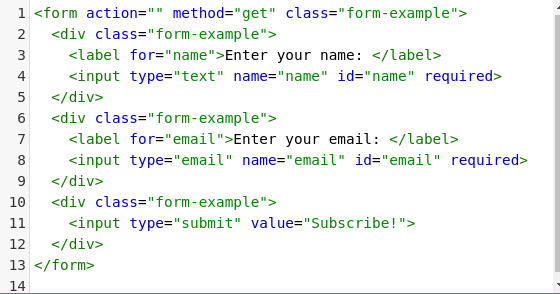 1 <form action="" method="get" class="form-example">
2   <div class="form-example">
3     <label for="name">Enter your name: </label>
4     <input type="text" name="name" id="name" required>
5   </div>
6   <div class="form-example">
7     <label for="email">Enter your email: </label>
8     <input type="email" name="email" id="email" required>
9   </div>
10   <div class="form-example">
11     <input type="submit" value="Subscribe!">
12   </div>
13 </form>
14